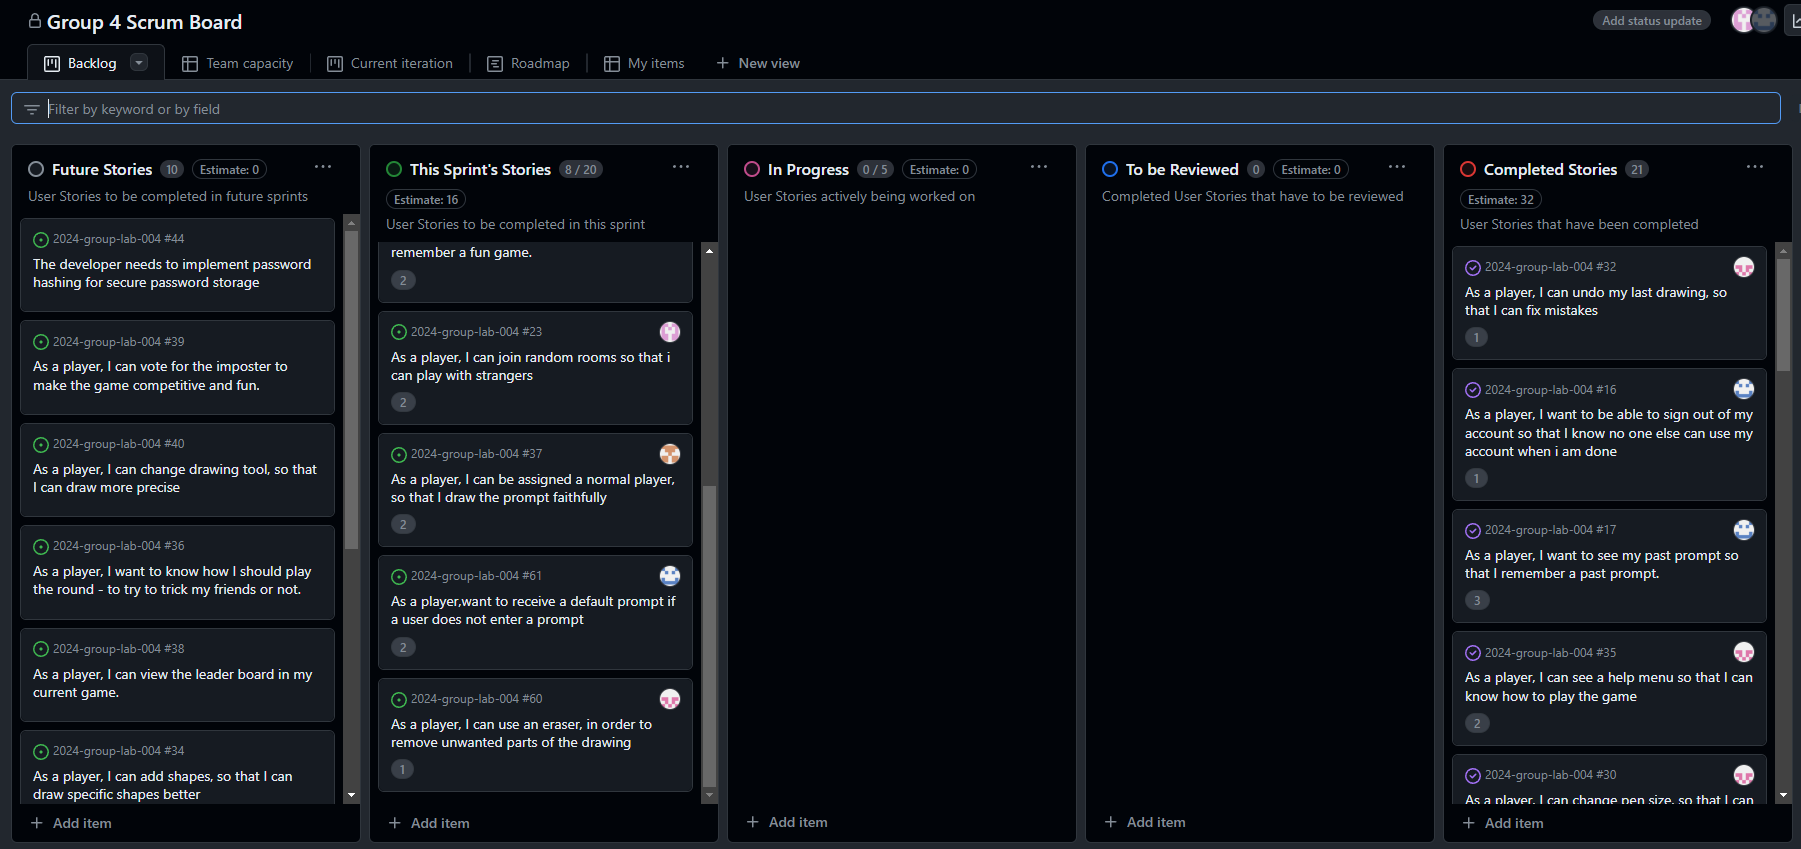 Group 4 Scrum Board
Add status update
Backlog
Team capacity
Current iteration
Roadmap
My items
New view
Filter by keyword or by field
Future Stories 10 Estimate: 0
User Stories to be completed in future sprints
2024-group-lab-004 #44
The developer needs to implement password
hashing for secure password storage
2024-group-lab-004 #39
As a player, I can vote for the imposter to
make the game competitive and fun.
2024-group-lab-004 #40
As a player, I can change drawing tool, so that
I can draw more precise
2024-group-lab-004 #36
As a player, I want to know how I should play
the round - to try to trick my friends or not.
2024-group-lab-004 #38
As a player, I can view the leader board in my
current game.
2024-group-lab-004 #34
As a player, I can add shapes, so that I can
draw specific shapes better
Add item
This Sprint's Stories 8 / 20
Estimate: 16
User Stories to be completed in this sprint
remember a fun game.
2
2024-group-lab-004 #23
As a player, I can join random rooms so that i
can play with strangers
2
2024-group-lab-004 #37
As a player, I can be assigned a normal player,
so that I draw the prompt faithfully
2
2024-group-lab-004 #61
As a player,want to receive a default prompt if
a user does not enter a prompt
2
2024-group-lab-004 #60
As a player, I can use an eraser, in order to
remove unwanted parts of the drawing
1
Add item
In Progress 0 / 5 Estimate: 0
User Stories actively being worked on
Add item
To be Reviewed 0 Estimate: 0
Completed User Stories that have to be reviewed
Add item
Completed Stories 21
Estimate: 32
User Stories that have been completed
2024-group-lab-004 #32
As a player, I can undo my last drawing, so
that I can fix mistakes
1
2024-group-lab-004 #16
As a player, I want to be able to sign out of my
account so that I know no one else can use my
account when i am done
1
2024-group-lab-004 #17
As a player, I want to see my past prompt so
that I remember a past prompt.
3
2024-group-lab-004 #35
As a player, I can see a help menu so that I can
know how to play the game
2
2024-group-lab-004 #30
As a player, I can change pen size, so that I can
Add item